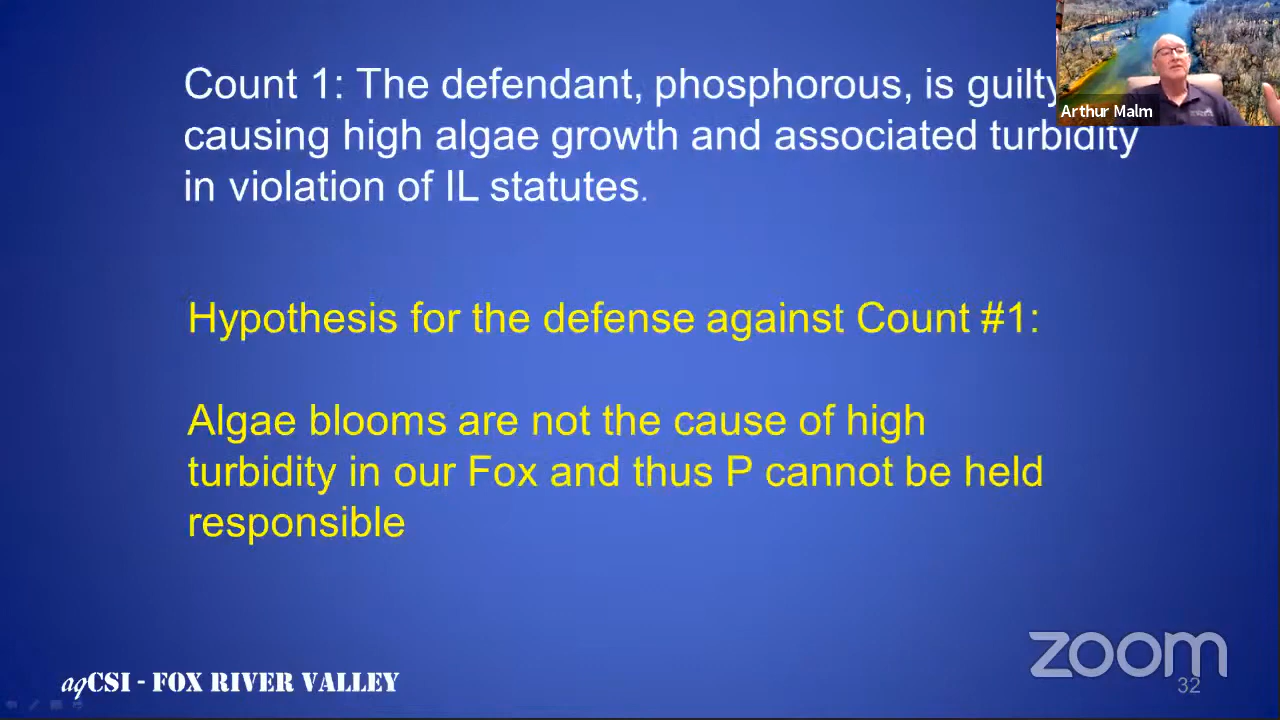 Count 1: The defendant, phosphorous, is guilty
causing high algae growth and associated turbidity
in violation of IL statutes.
Arthur Malm
Hypothesis for the defense against Count #1:
Algae blooms are not the cause of high
turbidity in our Fox and thus P cannot be held
responsible
aqCSI - FOX RIVER VALLEY
zoom
32